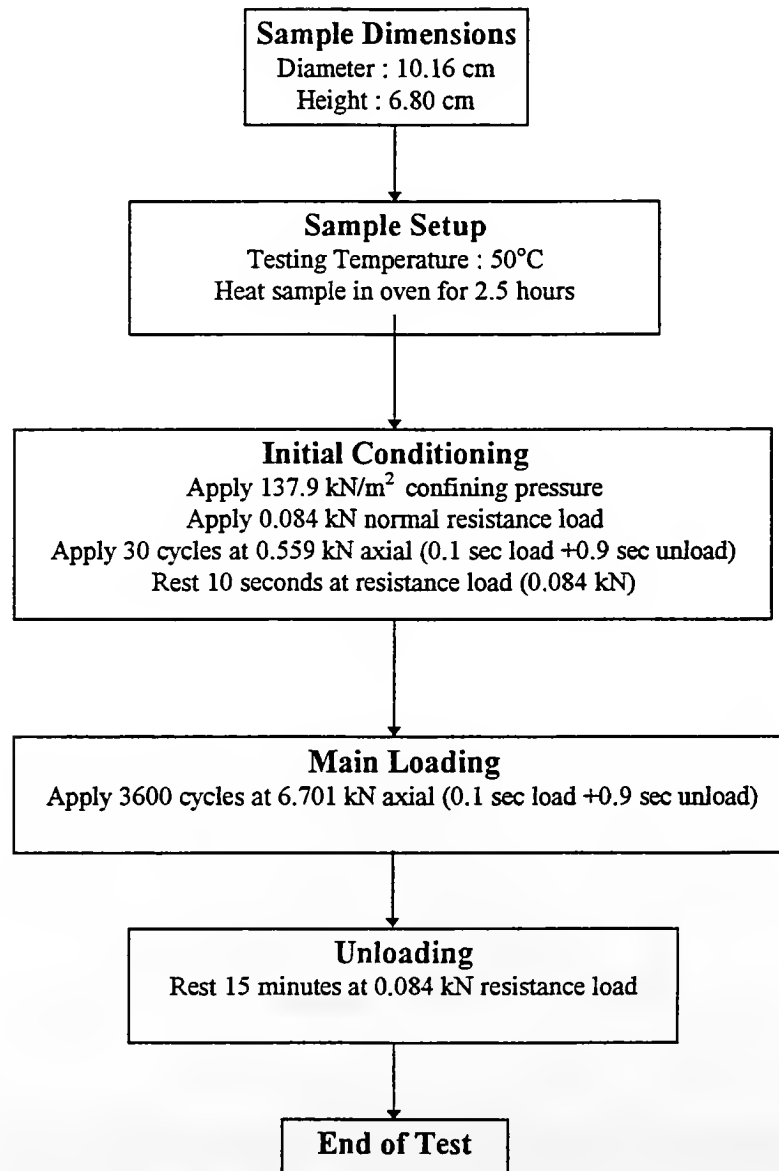 Sample Dimensions
Diameter : 10.16 cm
Height : 6.80 cm
Sample Setup
Testing Temperature : 50°C
Heat sample in oven for 2.5 hours
Initial Conditioning
Apply 137.9 kN/m² confining pressure
Apply 0.084 kN normal resistance load
Apply 30 cycles at 0.559 kN axial (0.1 sec load +0.9 sec unload)
Rest 10 seconds at resistance load (0.084 kN)
Main Loading
Apply 3600 cycles at 6.701 kN axial (0.1 sec load +0.9 sec unload)
Unloading
Rest 15 minutes at 0.084 kN resistance load
End of Test